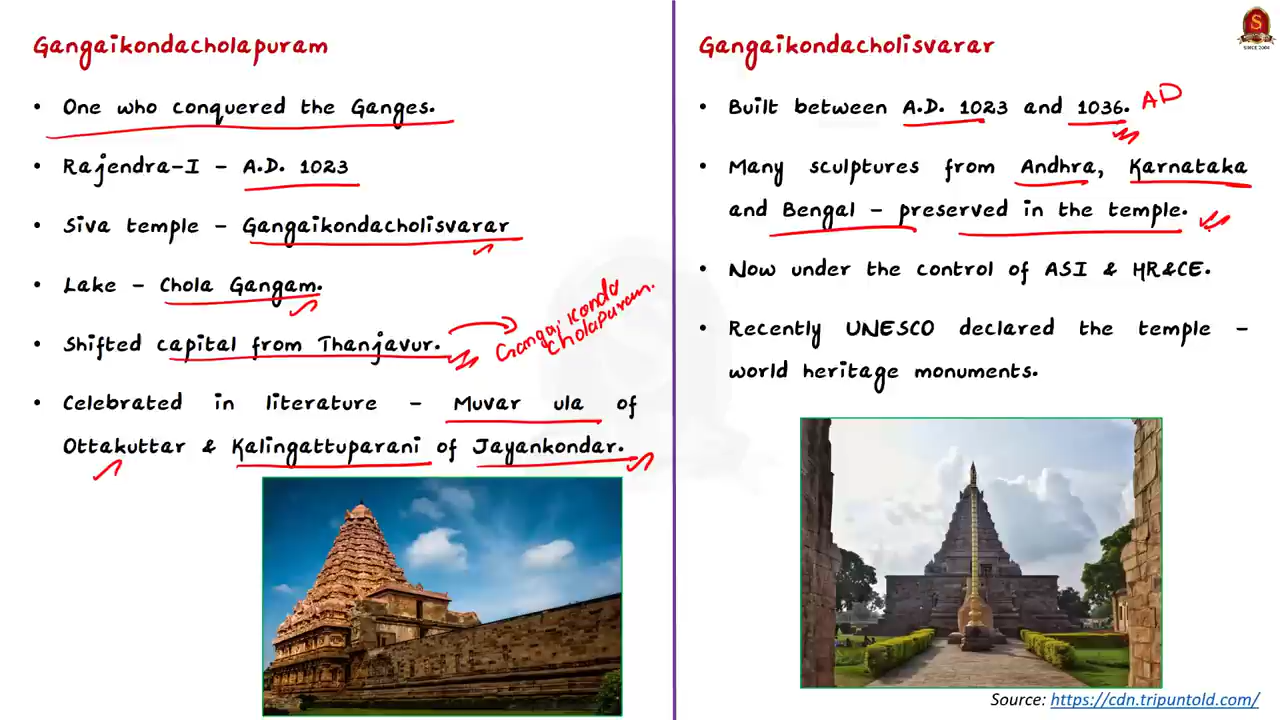 Gangaikondacholapuram
• One who conquered the Ganges.
• Rajendra-I - A.D. 1023
• Siva temple - Gangaikondacholisvarar
• Lake - Chola Gangam.
• Shifted capital from Thanjavur.
Gangai Konda
Cholapuram.
• Celebrated in literature - Muvar ula of
Ottakuttar & Kalingattuparani of Jayankondar.
Gangaikondacholisvarar
• Built between A.D. 1023 and 1036. AD
• Many sculptures from Andhra, Karnataka
and Bengal - preserved in the temple.
• Now under the control of ASI & HR&CE.
• Recently UNESCO declared the temple -
world heritage monuments.
S
SINCE 2004
Source: https://cdn.tripuntold.com/